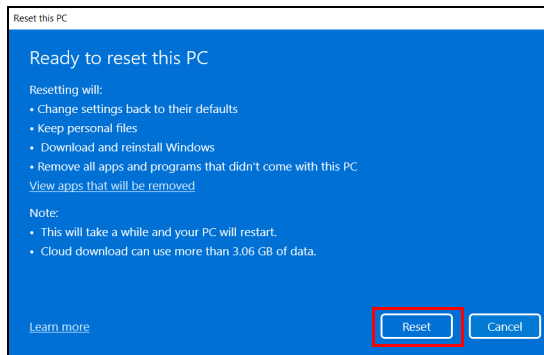 Reset this PC
Ready to reset this PC
Resetting will:
• Change settings back to their defaults
• Keep personal files
• Download and reinstall Windows
• Remove all apps and programs that didn't come with this PC
View apps that will be removed
Note:
• This will take a while and your PC will restart.
• Cloud download can use more than 3.06 GB of data.
Learn more
Reset
Cancel